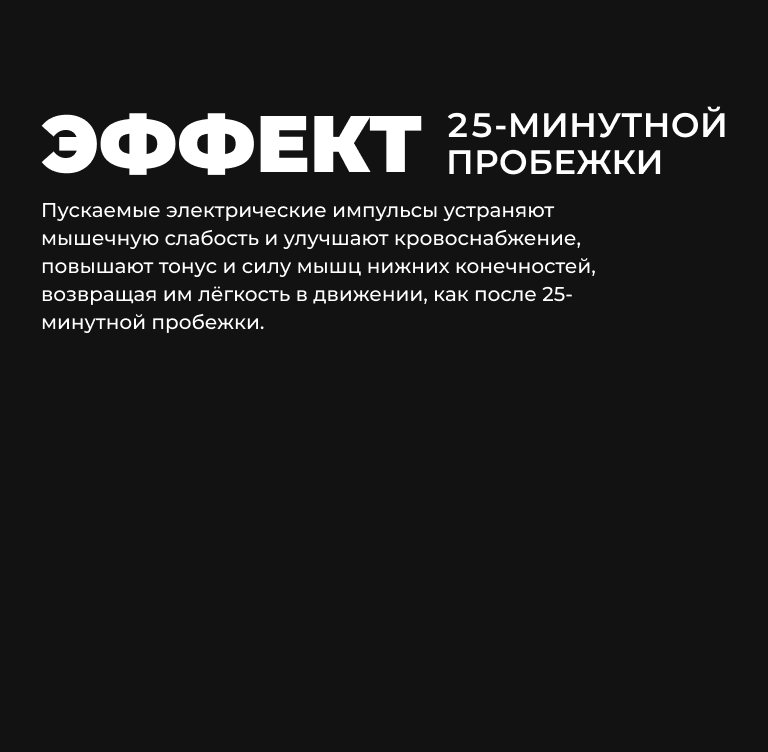 ЭФФЕКТ
25-МИНУТНОЙ
ПРОБЕЖКИ
Пускаемые электрические импульсы устраняют
мышечную слабость и улучшают кровоснабжение,
повышают тонус и силу мышц нижних конечностей,
возвращая им лёгкость в движении, как после 25-
минутной пробежки.